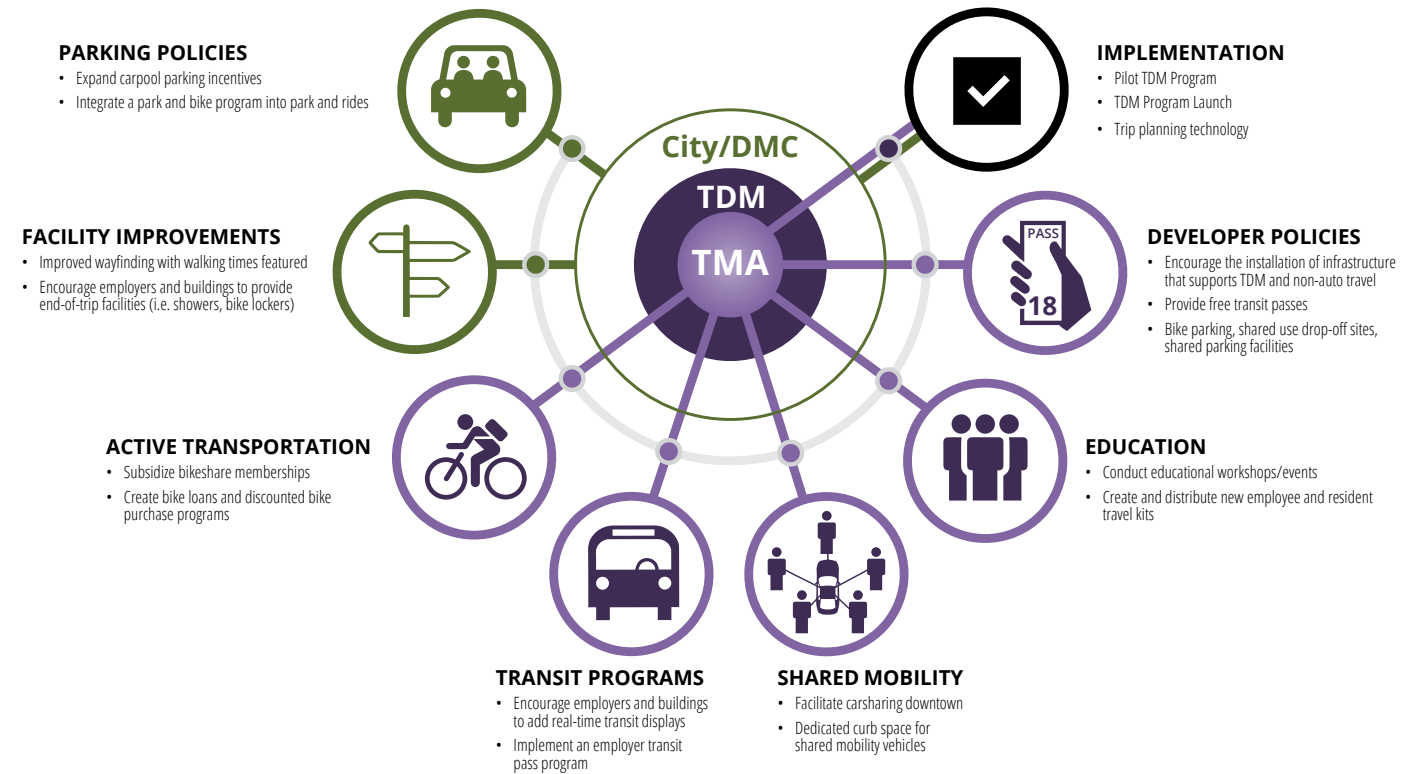 PARKING POLICIES
• Expand carpool parking incentives
• Integrate a park and bike program into park and rides
FACILITY IMPROVEMENTS
• Improved wayfinding with walking times featured
• Encourage employers and buildings to provide
end-of-trip facilities (i.e. showers, bike lockers)
ACTIVE TRANSPORTATION
• Subsidize bikeshare memberships
• Create bike loans and discounted bike
purchase programs
TRANSIT PROGRAMS
• Encourage employers and buildings
to add real-time transit displays
• Implement an employer transit
pass program
SHARED MOBILITY
• Facilitate carsharing downtown
• Dedicated curb space for
shared mobility vehicles
EDUCATION
• Conduct educational workshops/events
• Create and distribute new employee and resident
travel kits
DEVELOPER POLICIES
• Encourage the installation of infrastructure
that supports TDM and non-auto travel
• Provide free transit passes
• Bike parking, shared use drop-off sites,
shared parking facilities
IMPLEMENTATION
• Pilot TDM Program
• TDM Program Launch
• Trip planning technology
City/DMC
TDM
TMA
PASS
18